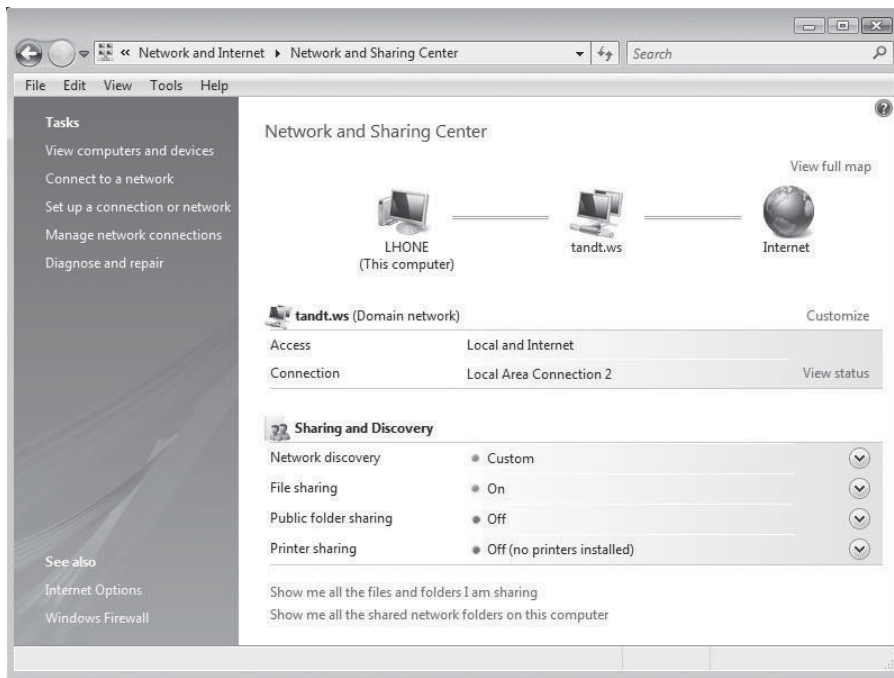 « Network and Internet ▸ Network and Sharing Center
Search
File Edit View Tools Help
Tasks
View computers and devices
Connect to a network
Set up a connection or network
Manage network connections
Diagnose and repair
See also
Internet Options
Windows Firewall
Network and Sharing Center
View full map
LHONE
(This computer)
tandt.ws
Internet
tandt.ws (Domain network)
Customize
Access Local and Internet
Connection Local Area Connection 2 View status
Sharing and Discovery
Network discovery Custom
File sharing On
Public folder sharing Off
Printer sharing Off (no printers installed)
Show me all the files and folders I am sharing
Show me all the shared network folders on this computer